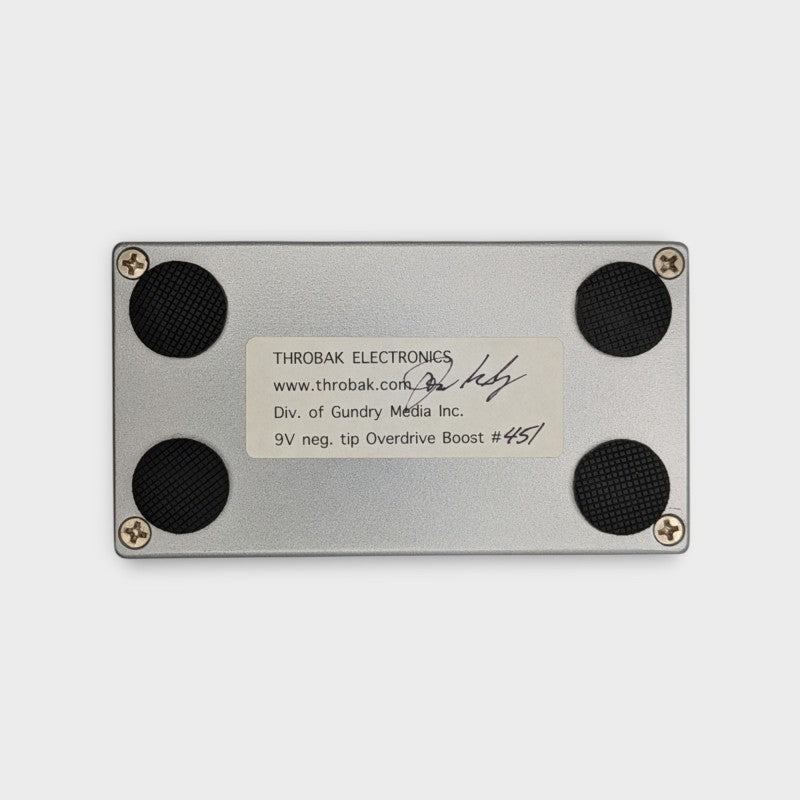 THROBAK ELECTRONICS
www.throbak.com
Div. of Gundry Media Inc.
9V neg. tip Overdrive Boost #451